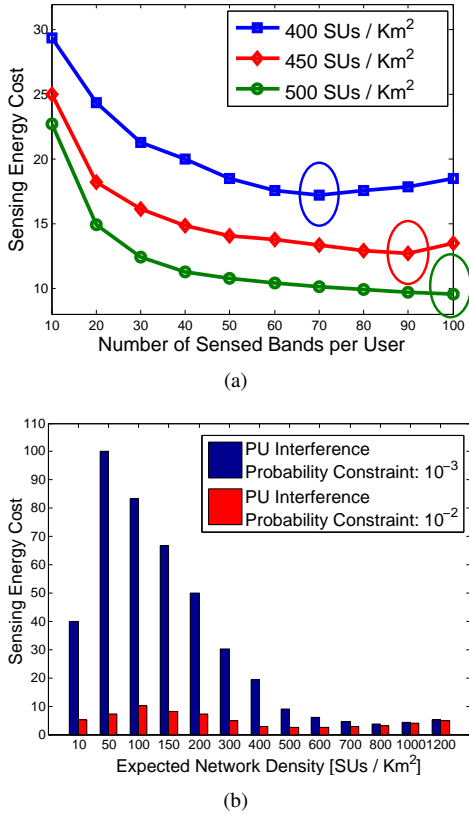 30
25
20
15
10
Sensing Energy Cost
400 SUs / Km²
450 SUs / Km²
500 SUs / Km²
10 20 30 40 50 60 70 80 90 100
Number of Sensed Bands per User
(a)
110
100
90
80
70
60
50
40
30
20
10
0
Sensing Energy Cost
PU Interference
Probability Constraint: 10⁻³
PU Interference
Probability Constraint: 10⁻²
10 50 100 150 200 300 400 500 600 700 800 1000 1200
Expected Network Density [SUs / Km²]
(b)